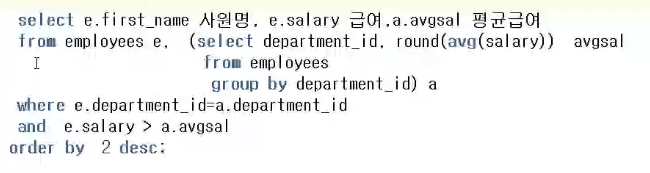 select e.first_name 사원명, e.salary 급여,a.avgsal 평균급여
from employees e, (select department_id, round(avg(salary)) avgsal
from employees
group by department_id) a
where e.department_id=a.department_id
and e.salary > a.avgsal
order by 2 desc;